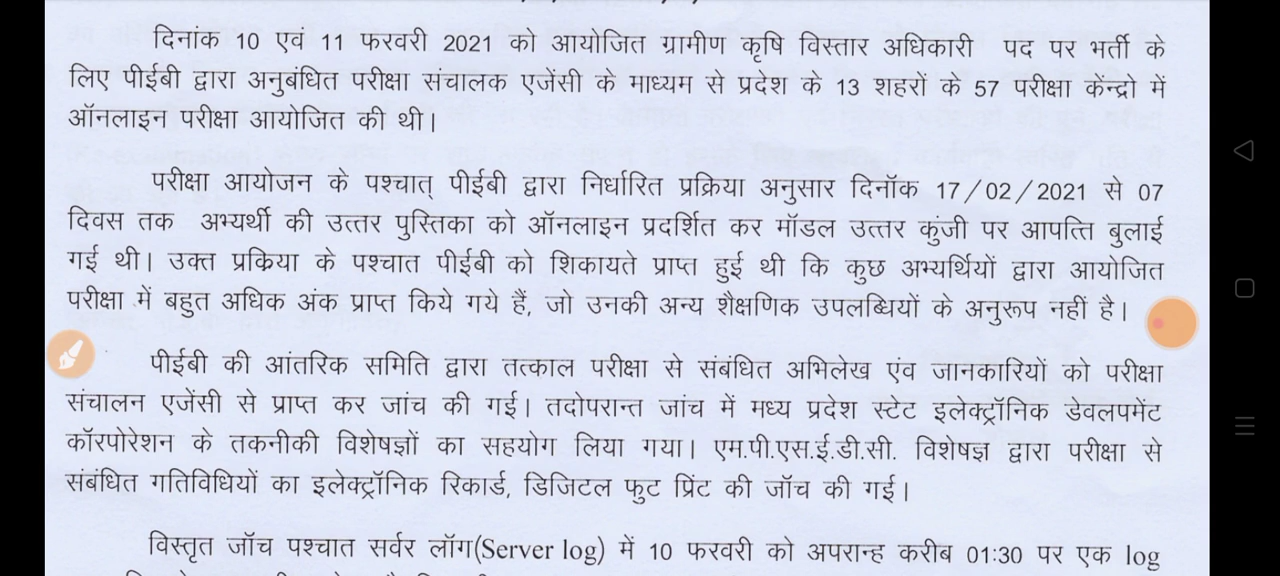 दिनांक 10 एवं 11 फरवरी 2021 को आयोजित ग्रामीण कृषि विस्तार अधिकारी पद पर भर्ती के
लिए पीईबी द्वारा अनुबंधित परीक्षा संचालक एजेंसी के माध्यम से प्रदेश के 13 शहरों के 57 परीक्षा केंन्द्रो में
ऑनलाइन परीक्षा आयोजित की थी।
परीक्षा आयोजन के पश्चात् पीईबी द्वारा निर्धारित प्रक्रिया अनुसार दिनॉक 17/02/2021 से 07
दिवस तक अभ्यर्थी की उत्तर पुस्तिका को ऑनलाइन प्रदर्शित कर मॉडल उत्तर कुंजी पर आपत्ति बुलाई
गई थी। उक्त प्रकिया के पश्चात पीईबी को शिकायते प्राप्त हुई थी कि कुछ अभ्यर्थियों द्वारा आयोजित
परीक्षा में बहुत अधिक अंक प्राप्त किये गये हैं, जो उनकी अन्य शैक्षणिक उपलब्धियों के अनुरूप नहीं है।
पीईबी की आंतरिक समिति द्वारा तत्काल परीक्षा से संबंधित अभिलेख एंव जानकारियों को परीक्षा
संचालन एजेंसी से प्राप्त कर जांच की गई। तदोपरान्त जांच में मध्य प्रदेश स्टेट इलेक्ट्रॉनिक डेवलपमेंट
कॉरपोरेशन के तकनीकी विशेषज्ञों का सहयोग लिया गया। एम.पी.एस.ई.डी.सी. विशेषज्ञ द्वारा परीक्षा से
संबंधित गतिविधियों का इलेक्ट्रॉनिक रिकार्ड, डिजिटल फुट प्रिंट की जॉच की गई।
विस्तृत जॉच पश्चात सर्वर लॉग(Server log) में 10 फरवरी को अपरान्ह करीब 01:30 पर एक log